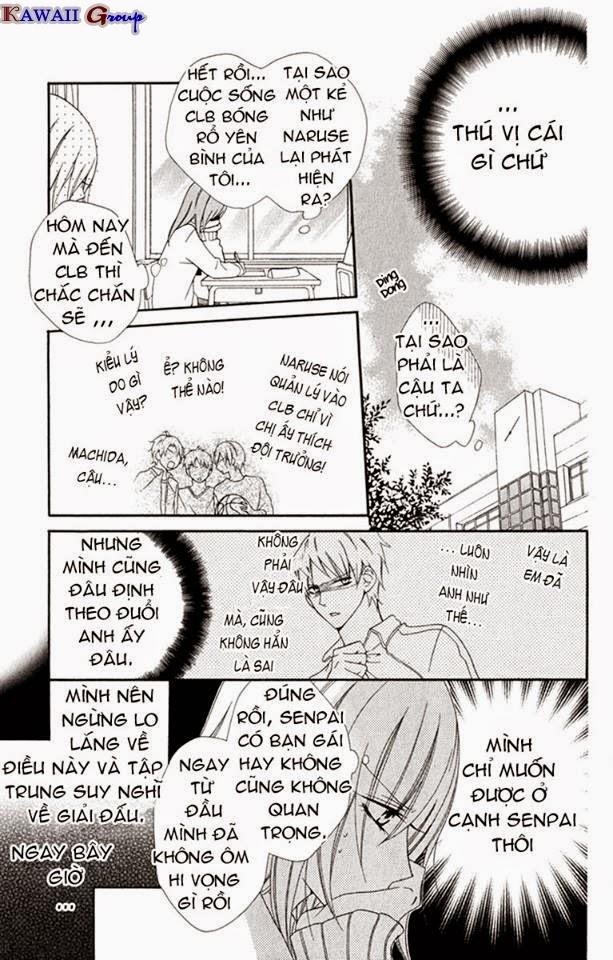 KAWAII Group
...
THÚ VỊ CÁI
GÌ CHỨ
TẠI SAO
MỘT KẺ
NHƯ
NARUSE
LẠI PHÁT
HIỆN
RA?
HẾT RỒI...
CUỘC SỐNG
CLB BÓNG
RỔ YÊN
BÌNH CỦA
TÔI...
HÔM NAY
MÀ ĐẾN
CLB THÌ
CHẮC CHẮN
SẼ ,,,
Ding
Dong
...
TẠI SAO
PHẢI LÀ
CẬU TA
CHỨ...?
NARUSE NÓI
QUẢN LÝ VÀO
CLB CHỈ VÌ
CHỊ ẤY THÍCH
ĐỘI TRƯỞNG!
Ể? KHÔNG
THỂ NÀO!
KIỂU LÝ
DO GÌ
VẬY?
MACHIDA,
CẬU...
VẬY LÀ
EM ĐÃ
... LUÔN
NHÌN
ANH NHƯ
THẾ...
KHÔNG
PHẢI
VẬY ĐÂU
MÀ, CŨNG
KHÔNG HẲN
LÀ SAI
NHƯNG
MÌNH CŨNG
ĐÂU ĐỊNH
THEO ĐUỔI
ANH ẤY
ĐÂU.
MÌNH
CHỈ MUỐN
ĐƯỢC Ở
CẠNH SENPAI
THÔI
ĐÚNG
RỒI, SENPAI
CÓ BẠN GÁI
HAY KHÔNG
CŨNG KHÔNG
QUAN
TRỌNG.
NGAY
TỪ
ĐẦU
MÌNH ĐÃ
KHÔNG ÔM
HI VỌNG
GÌ RỒI
MÌNH NÊN
NGỪNG LO
LẮNG VỀ
ĐIỀU NÀY VÀ TẬP
TRUNG SUY NGHĨ
VỀ GIẢI ĐẤU.
NGAY BÂY
GIỜ
...